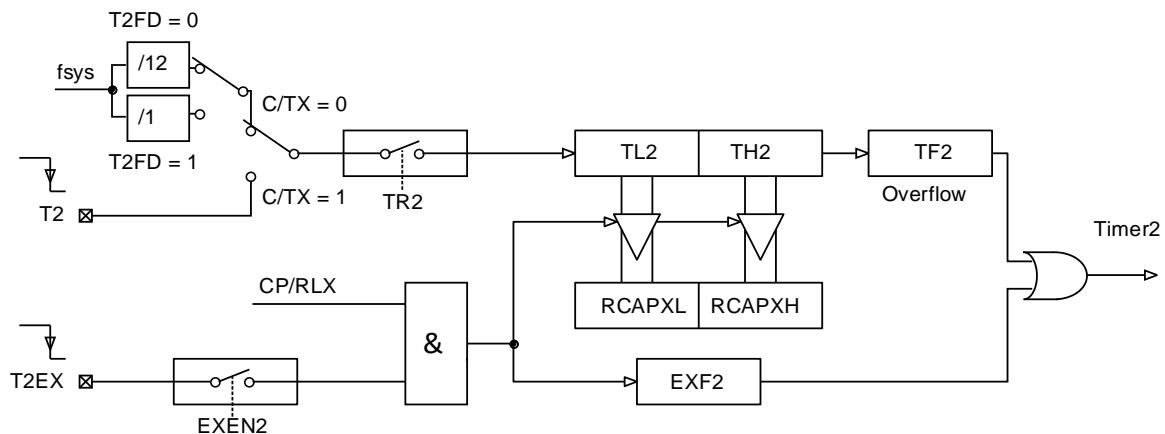 T2FD = 0
/12
fsys
C/TX = 0
/1
T2FD = 1
TL2
TH2
TF2
Overflow
T2
C/TX = 1
TR2
Timer2
CP/RLX
RCAPXL
RCAPXH
&
T2EX
EXF2
EXEN2